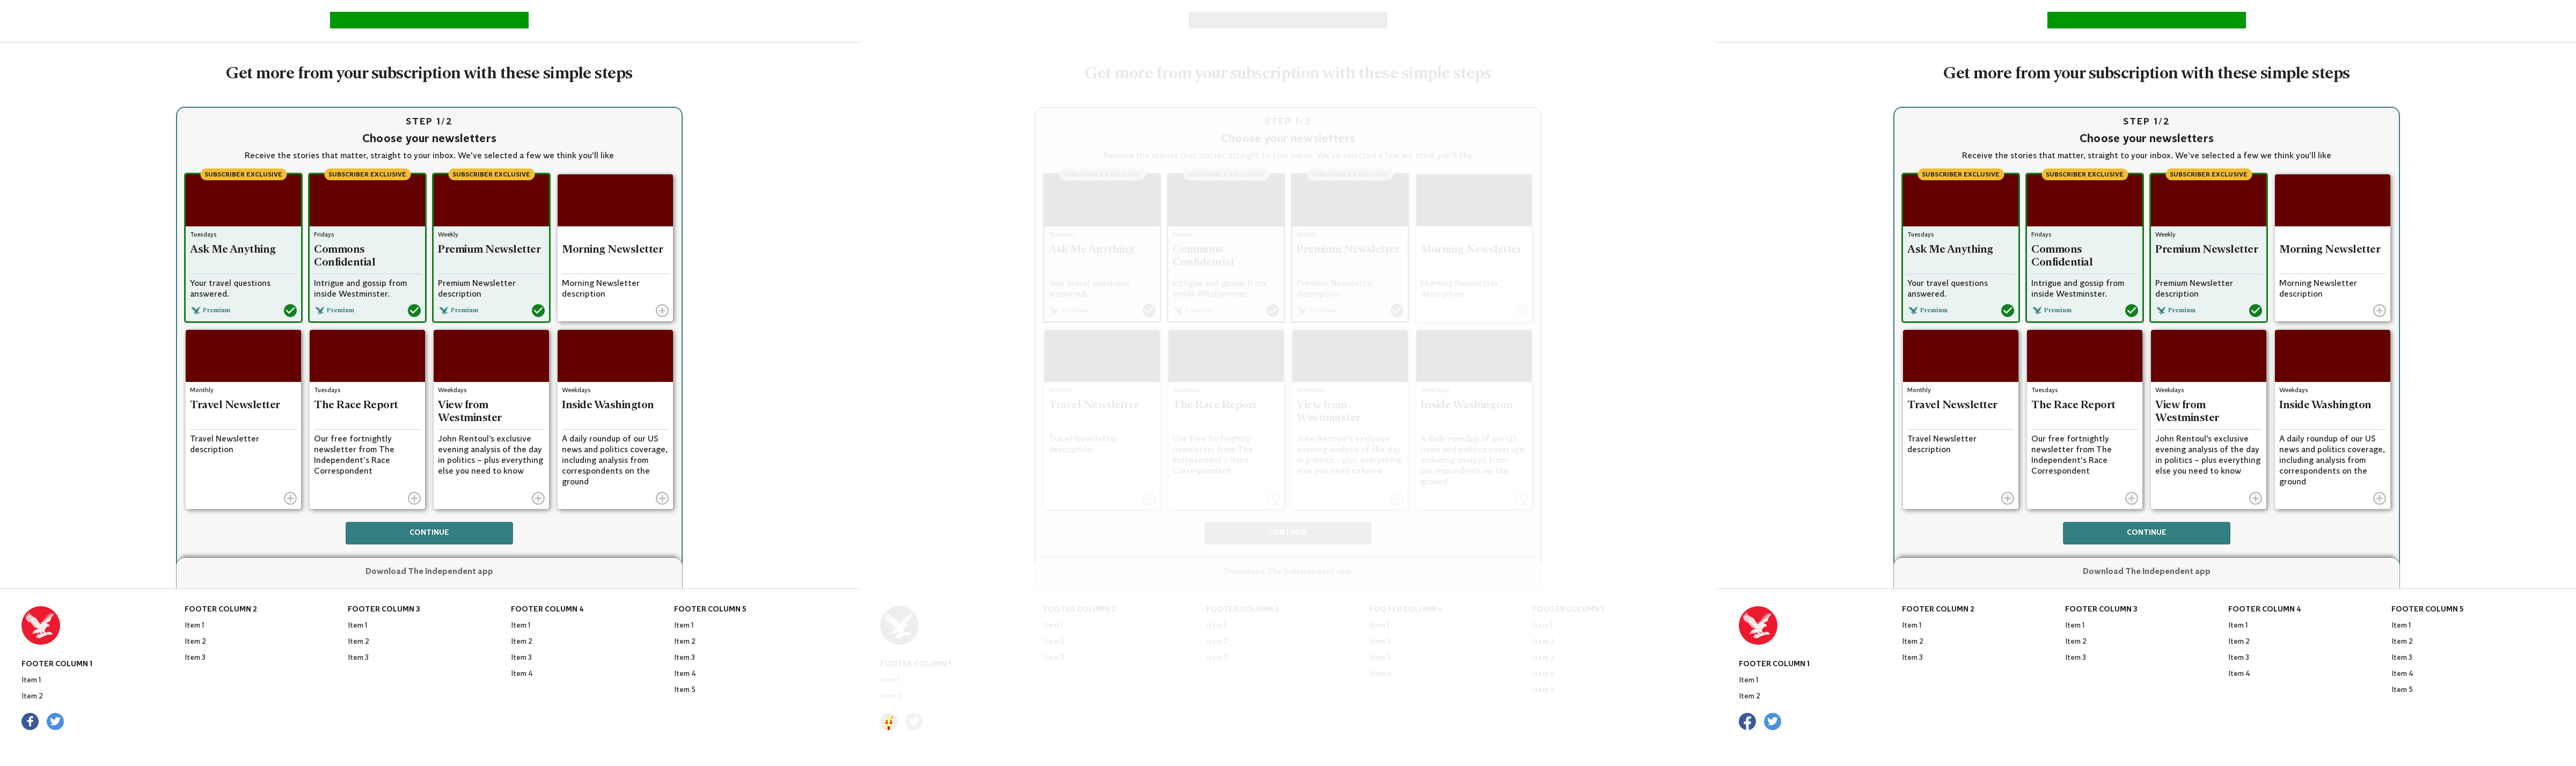 Get more from your subscription with these simple steps
STEP 1/2
Choose your newsletters
Receive the stories that matter, straight to your inbox. We've selected a few we think you'll like
SUBSCRIBER EXCLUSIVE
SUBSCRIBER EXCLUSIVE
SUBSCRIBER EXCLUSIVE
Tuesdays
Ask Me Anything
Your travel questions
answered.
Premium
Fridays
Commons
Confidential
Intrigue and gossip from
inside Westminster.
Premium
Weekly
Premium Newsletter
Premium Newsletter
description
Premium
Morning Newsletter
Morning Newsletter
description
Monthly
Travel Newsletter
Travel Newsletter
description
Tuesdays
The Race Report
Our free fortnightly
newsletter from The
Independent's Race
Correspondent
Weekdays
View from
Westminster
John Rentoul's exclusive
evening analysis of the day
in politics – plus everything
else you need to know
Weekdays
Inside Washington
A daily roundup of our US
news and politics coverage,
including analysis from
correspondents on the
ground
CONTINUE
Download The Independent app
FOOTER COLUMN 1
Item 1
Item 2
FOOTER COLUMN 2
Item 1
Item 2
Item 3
FOOTER COLUMN 3
Item 1
Item 2
Item 3
FOOTER COLUMN 4
Item 1
Item 2
Item 3
Item 4
FOOTER COLUMN 5
Item 1
Item 2
Item 3
Item 4
Item 5
Get more from your subscription with these simple steps
STEP 1/2
Choose your newsletters
Receive the stories that matter, straight to your inbox. We've selected a few we think you'll like
SUBSCRIBER EXCLUSIVE
SUBSCRIBER EXCLUSIVE
SUBSCRIBER EXCLUSIVE
Tuesdays
Ask Me Anything
Your travel questions
answered.
Premium
Fridays
Commons
Confidential
Intrigue and gossip from
inside Westminster.
Premium
Weekly
Premium Newsletter
Premium Newsletter
description
Premium
Morning Newsletter
Morning Newsletter
description
Monthly
Travel Newsletter
Travel Newsletter
description
Tuesdays
The Race Report
Our free fortnightly
newsletter from The
Independent's Race
Correspondent
Weekdays
View from
Westminster
John Rentoul's exclusive
evening analysis of the day
in politics – plus everything
else you need to know
Weekdays
Inside Washington
A daily roundup of our US
news and politics coverage,
including analysis from
correspondents on the
ground
CONTINUE
Download The Independent app
FOOTER COLUMN 1
Item 1
Item 2
FOOTER COLUMN 2
Item 1
Item 2
Item 3
FOOTER COLUMN 3
Item 1
Item 2
Item 3
FOOTER COLUMN 4
Item 1
Item 2
Item 3
Item 4
FOOTER COLUMN 5
Item 1
Item 2
Item 3
Item 4
Item 5
Get more from your subscription with these simple steps
STEP 1/2
Choose your newsletters
Receive the stories that matter, straight to your inbox. We've selected a few we think you'll like
SUBSCRIBER EXCLUSIVE
SUBSCRIBER EXCLUSIVE
SUBSCRIBER EXCLUSIVE
Tuesdays
Ask Me Anything
Your travel questions
answered.
Premium
Fridays
Commons
Confidential
Intrigue and gossip from
inside Westminster.
Premium
Weekly
Premium Newsletter
Premium Newsletter
description
Premium
Morning Newsletter
Morning Newsletter
description
Monthly
Travel Newsletter
Travel Newsletter
description
Tuesdays
The Race Report
Our free fortnightly
newsletter from The
Independent's Race
Correspondent
Weekdays
View from
Westminster
John Rentoul's exclusive
evening analysis of the day
in politics – plus everything
else you need to know
Weekdays
Inside Washington
A daily roundup of our US
news and politics coverage,
including analysis from
correspondents on the
ground
CONTINUE
Download The Independent app
FOOTER COLUMN 1
Item 1
Item 2
FOOTER COLUMN 2
Item 1
Item 2
Item 3
FOOTER COLUMN 3
Item 1
Item 2
Item 3
FOOTER COLUMN 4
Item 1
Item 2
Item 3
Item 4
FOOTER COLUMN 5
Item 1
Item 2
Item 3
Item 4
Item 5